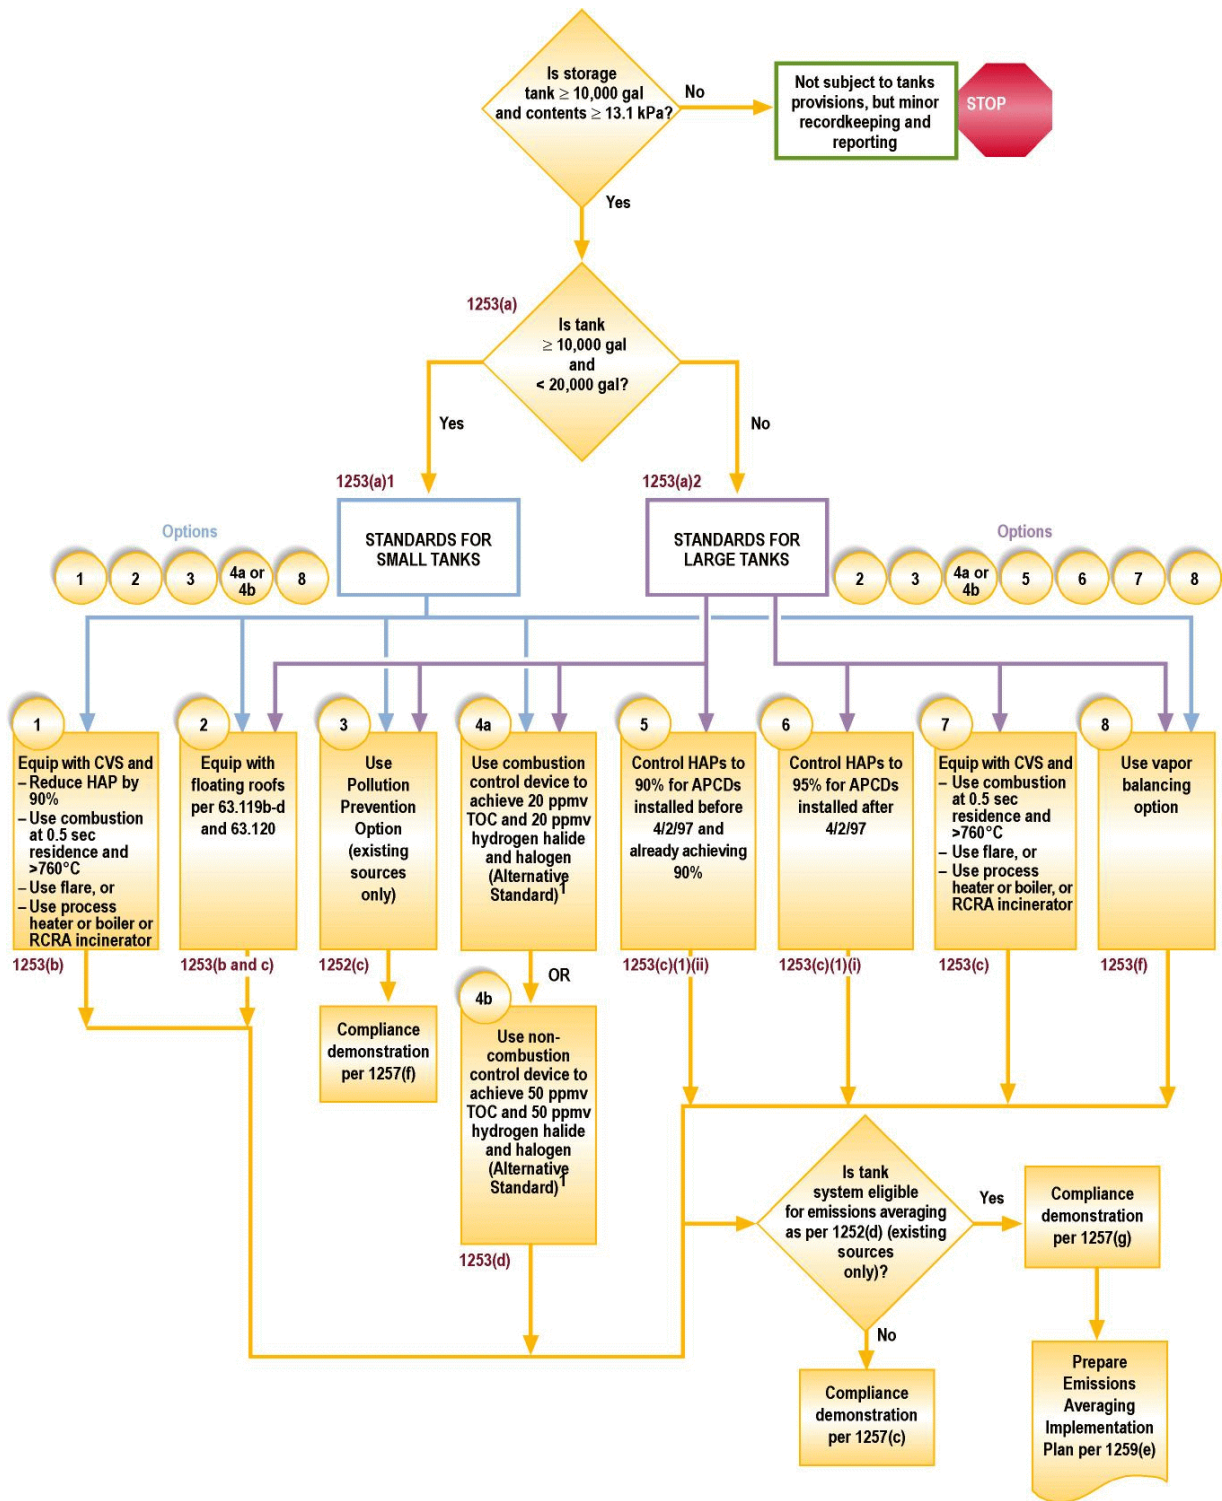 Is storage
tank ≥ 10,000 gal
and contents ≥ 13.1 kPa?
No
Not subject to tanks
provisions, but minor
recordkeeping and
reporting
STOP
Yes
1253(a)
Is tank
≥ 10,000 gal
and
< 20,000 gal?
Yes
No
1253(a)1
1253(a)2
Options
STANDARDS FOR
SMALL TANKS
STANDARDS FOR
LARGE TANKS
Options
1
2
3
4a or
4b
8
2
3
4a or
4b
5
6
7
8
1
Equip with CVS and
– Reduce HAP by
90%
– Use combustion
at 0.5 sec
residence and
>760°C
– Use flare, or
– Use process
heater or boiler or
RCRA incinerator
1253(b)
2
Equip with
floating roofs
per 63.119b-d
and 63.120
1253(b and c)
3
Use
Pollution
Prevention
Option
(existing
sources
only)
1252(c)
Compliance
demonstration
per 1257(f)
4a
Use combustion
control device to
achieve 20 ppmv
TOC and 20 ppmv
hydrogen halide
and halogen
(Alternative
Standard)1
OR
4b
Use non-
combustion
control device to
achieve 50 ppmv
TOC and 50 ppmv
hydrogen halide
and halogen
(Alternative
Standard)1
1253(d)
5
Control HAPs to
90% for APCDs
installed before
4/2/97 and
already achieving
90%
1253(c)(1)(ii)
6
Control HAPs to
95% for APCDs
installed after
4/2/97
1253(c)(1)(i)
7
Equip with CVS and
– Use combustion
at 0.5 sec
residence and
>760°C
– Use flare, or
– Use process
heater or boiler, or
RCRA incinerator
1253(c)
8
Use vapor
balancing
option
1253(f)
Is tank
system eligible
for emissions averaging
as per 1252(d) (existing
sources
only)?
Yes
Compliance
demonstration
per 1257(g)
No
Compliance
demonstration
per 1257(c)
Prepare
Emissions
Averaging
Implementation
Plan per 1259(e)